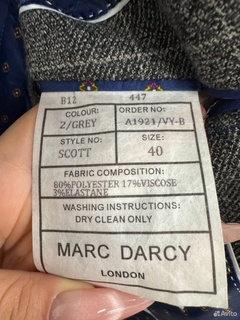 B12 447
COLOUR: ORDER NO:
2/GREY A1921/VY-B
STYLE NO: SIZE:
SCOTT 40
FABRIC COMPOSITION:
80%POLYESTER 17%VISCOSE
3%ELASTANE
WASHING INSTRUCTIONS:
DRY CLEAN ONLY
MARC DARCY
LONDON
Avito